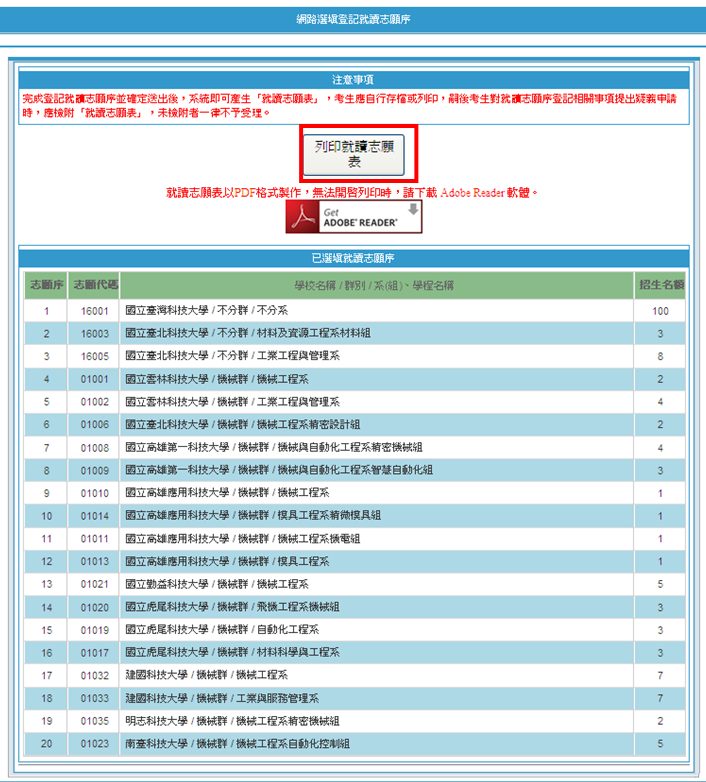 網路選填登記就讀志願序
注意事項
完成登記就讀志願序並確定送出後，系統即可產生「就讀志願表」，考生應自行存檔或列印，嗣後考生對就讀志願序登記相關事項提出疑義申請
時，應檢附「就讀志願表」，未檢附者一律不予受理。
列印就讀志願
表
就讀志願表以PDF格式製作，無法開啟列印時，請下載 Adobe Reader 軟體。
Get
ADOBE® READER®
已選填就讀志願序
志願序 志願代碼 學校名稱 / 群別 / 系(組)、學程名稱 招生名額
1 16001 國立臺灣科技大學 / 不分群 / 不分系 100
2 16003 國立臺北科技大學 / 不分群 / 材料及資源工程系材料組 3
3 16005 國立臺北科技大學 / 不分群 / 工業工程與管理系 8
4 01001 國立雲林科技大學 / 機械群 / 機械工程系 2
5 01002 國立雲林科技大學 / 機械群 / 工業工程與管理系 4
6 01006 國立臺北科技大學 / 機械群 / 機械工程系精密設計組 2
7 01008 國立高雄第一科技大學 / 機械群 / 機械與自動化工程系精密機械組 4
8 01009 國立高雄第一科技大學 / 機械群 / 機械與自動化工程系智慧自動化組 3
9 01010 國立高雄應用科技大學 / 機械群 / 機械工程系 1
10 01014 國立高雄應用科技大學 / 機械群 / 模具工程系精微模具組 1
11 01011 國立高雄應用科技大學 / 機械群 / 機械工程系機電組 1
12 01013 國立高雄應用科技大學 / 機械群 / 模具工程系 1
13 01021 國立勤益科技大學 / 機械群 / 機械工程系 5
14 01020 國立虎尾科技大學 / 機械群 / 飛機工程系機械組 3
15 01019 國立虎尾科技大學 / 機械群 / 自動化工程系 3
16 01017 國立虎尾科技大學 / 機械群 / 材料科學與工程系 3
17 01032 建國科技大學 / 機械群 / 機械工程系 7
18 01033 建國科技大學 / 機械群 / 工業與服務管理系 7
19 01035 明志科技大學 / 機械群 / 機械工程系精密機械組 2
20 01023 南臺科技大學 / 機械群 / 機械工程系自動化控制組 5